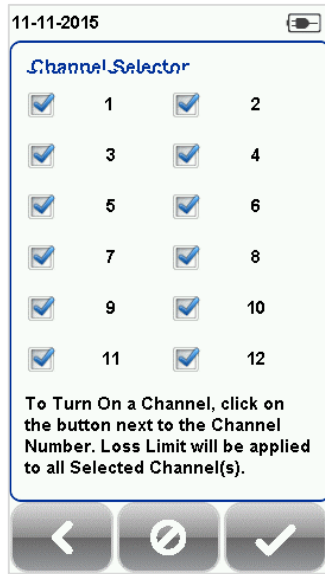 11-11-2015
Channel Selector
1 2
3 4
5 6
7 8
9 10
11 12
To Turn On a Channel, click on
the button next to the Channel
Number. Loss Limit will be applied
to all Selected Channel(s).